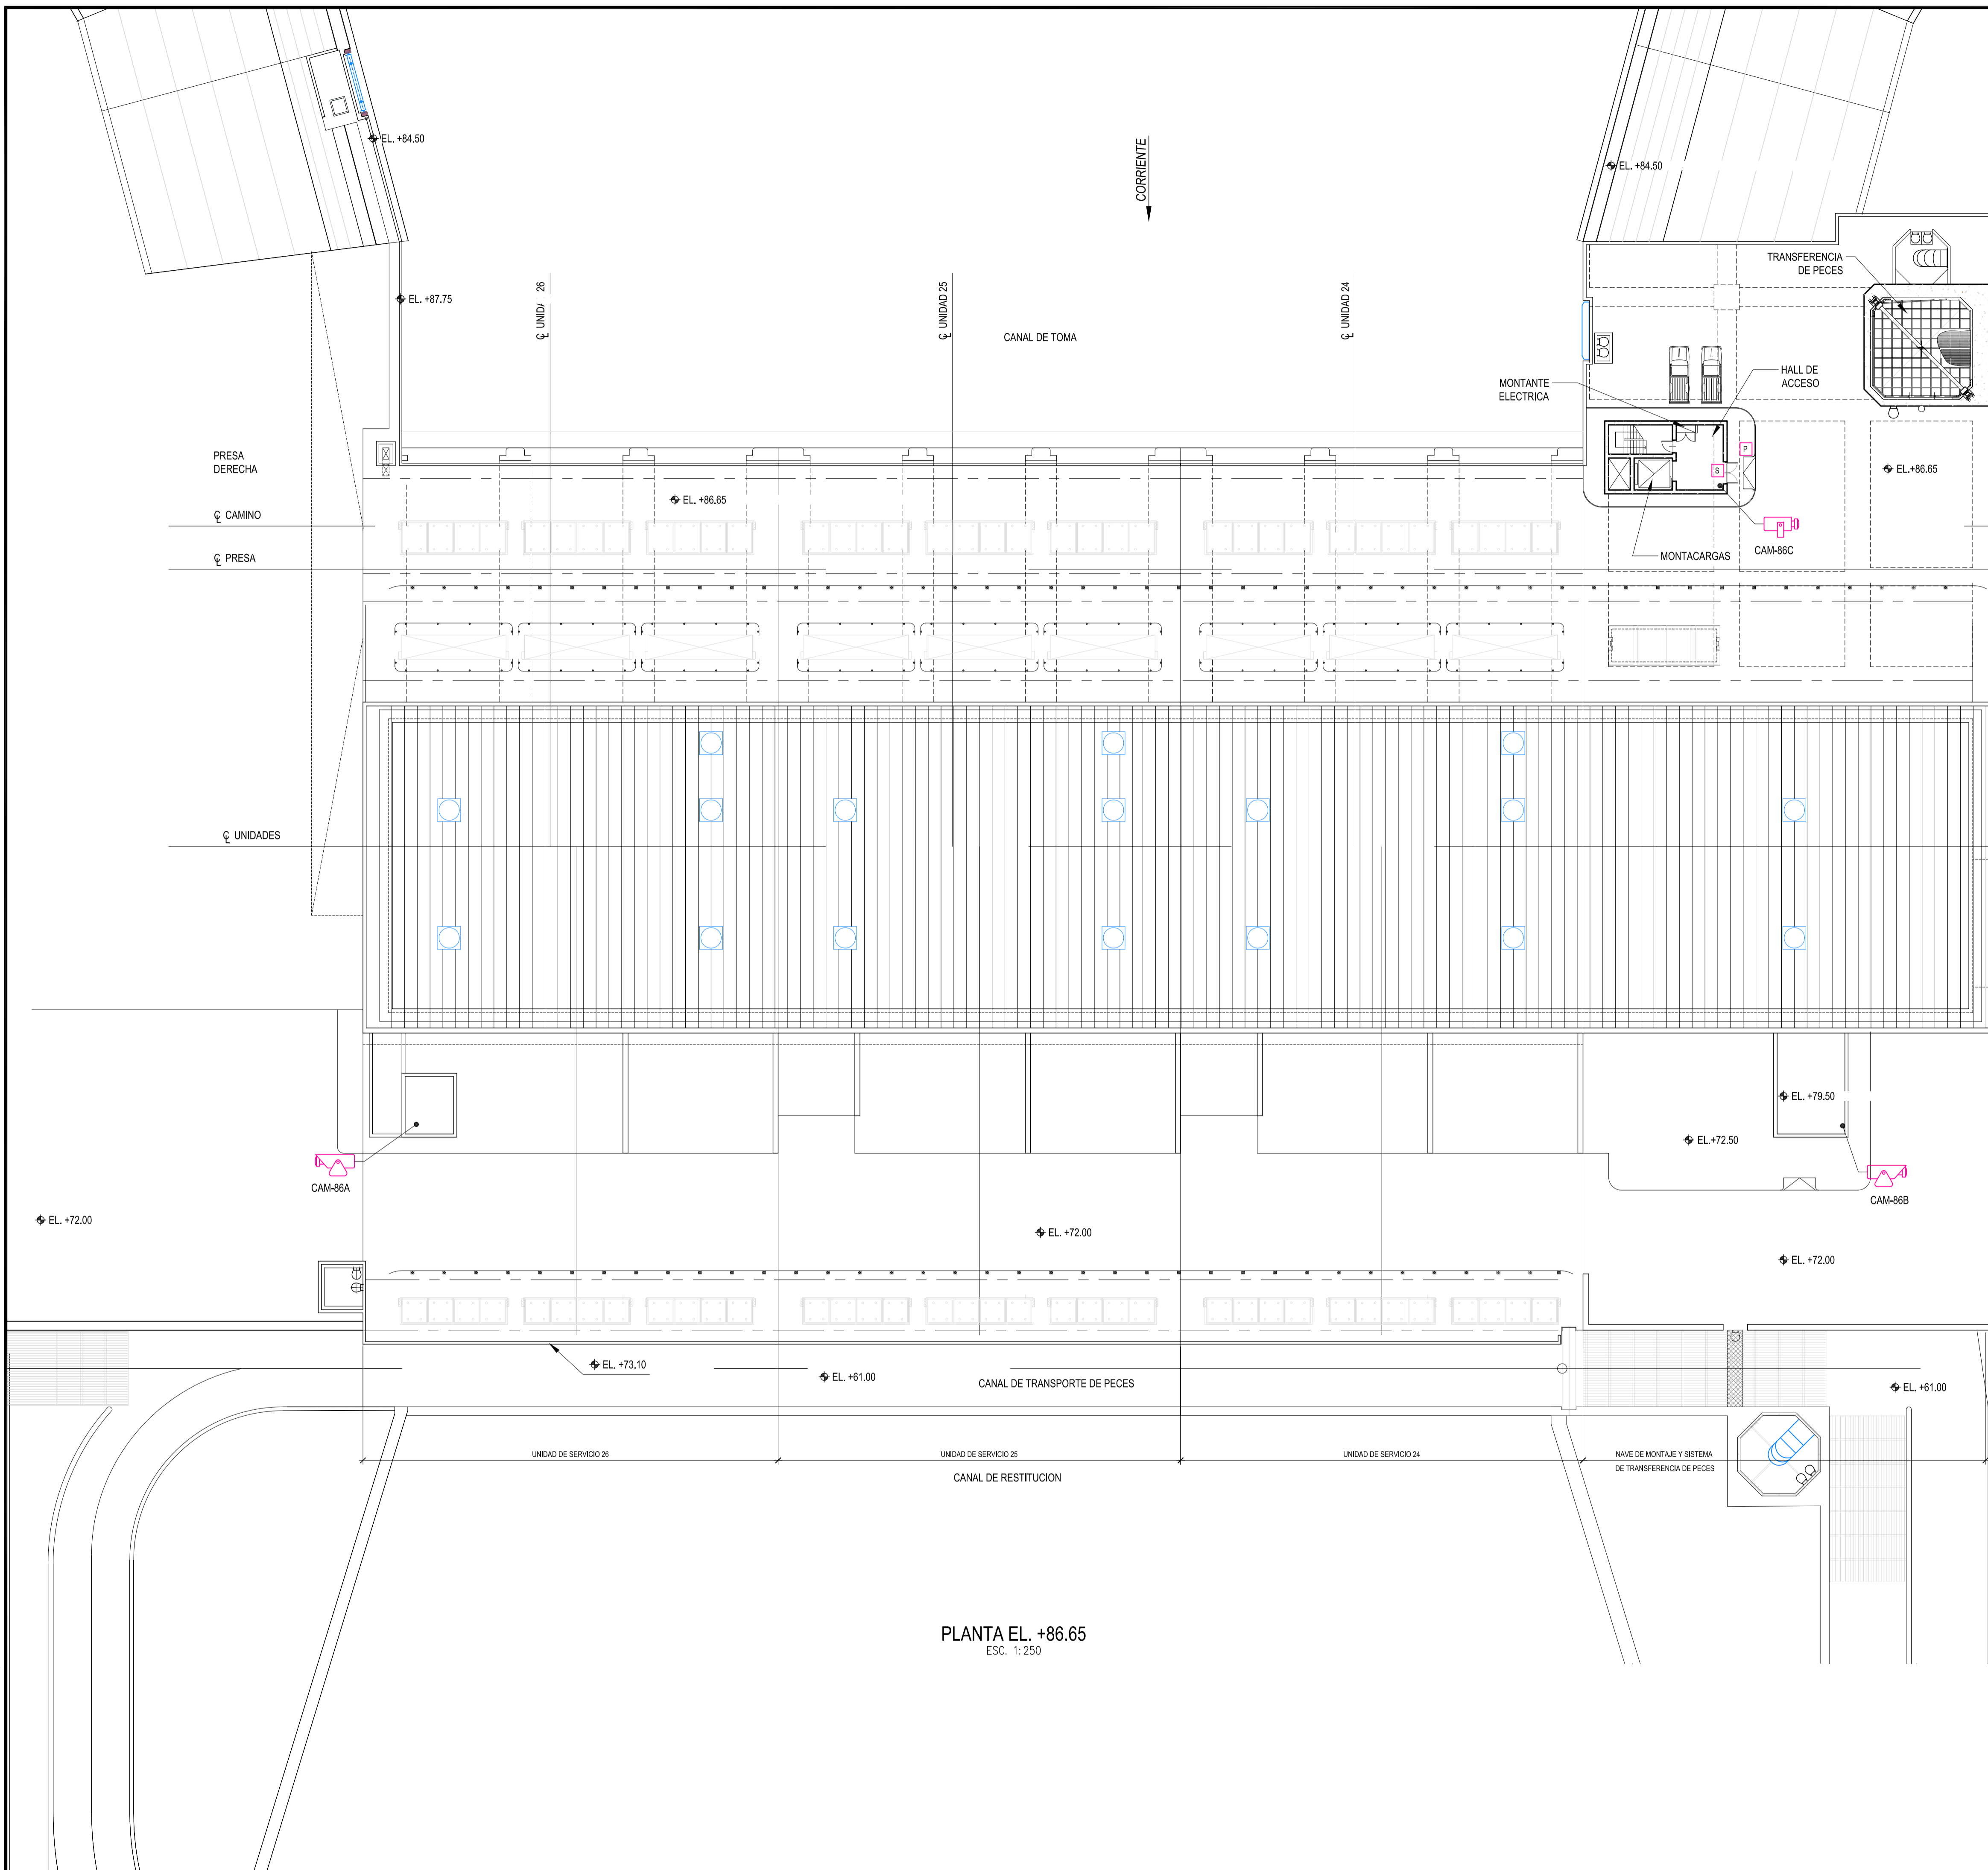 EL. +84.50
CORRIENTE
EL. +84.50
TRANSFERENCIA
DE PECES
EL. +87.75
℄ UNIDA 26
℄ UNIDAD 25
℄ UNIDAD 24
CANAL DE TOMA
HALL DE
ACCESO
MONTANTE
ELECTRICA
PRESA
DERECHA
P
S
EL.+86.65
EL. +86.65
℄ CAMINO
℄ PRESA
MONTACARGAS
CAM-86C
℄ UNIDADES
EL. +79.50
EL.+72.50
CAM-86A
CAM-86B
EL. +72.00
EL. +72.00
EL. +72.00
EL. +73.10
EL. +61.00
CANAL DE TRANSPORTE DE PECES
EL. +61.00
UNIDAD DE SERVICIO 26
UNIDAD DE SERVICIO 25
UNIDAD DE SERVICIO 24
NAVE DE MONTAJE Y SISTEMA
DE TRANSFERENCIA DE PECES
CANAL DE RESTITUCION
PLANTA EL. +86.65
ESC. 1:250